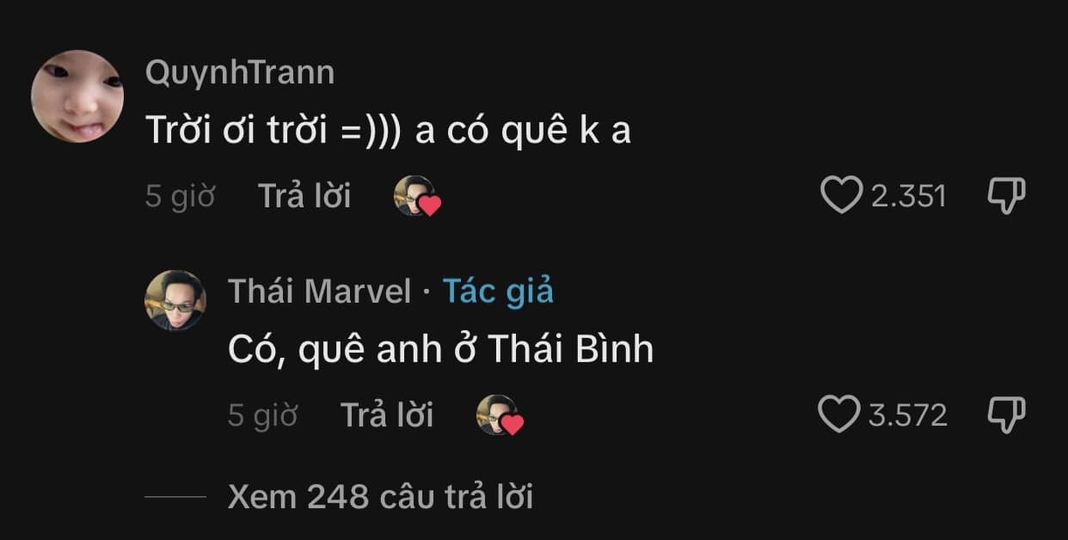 QuynhTrann
Trời ơi trời =))) a có quê k a
5 giờ Trả lời 2.351
Thái Marvel · Tác giả
Có, quê anh ở Thái Bình
5 giờ Trả lời 3.572
Xem 248 câu trả lời